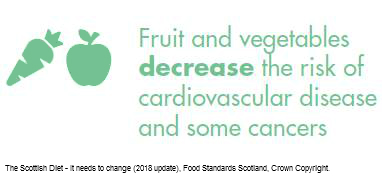 Fruit and vegetables
decrease the risk of
cardiovascular disease
and some cancers
The Scottish Diet - It needs to change (2018 update), Food Standards Scotland, Crown Copyright.